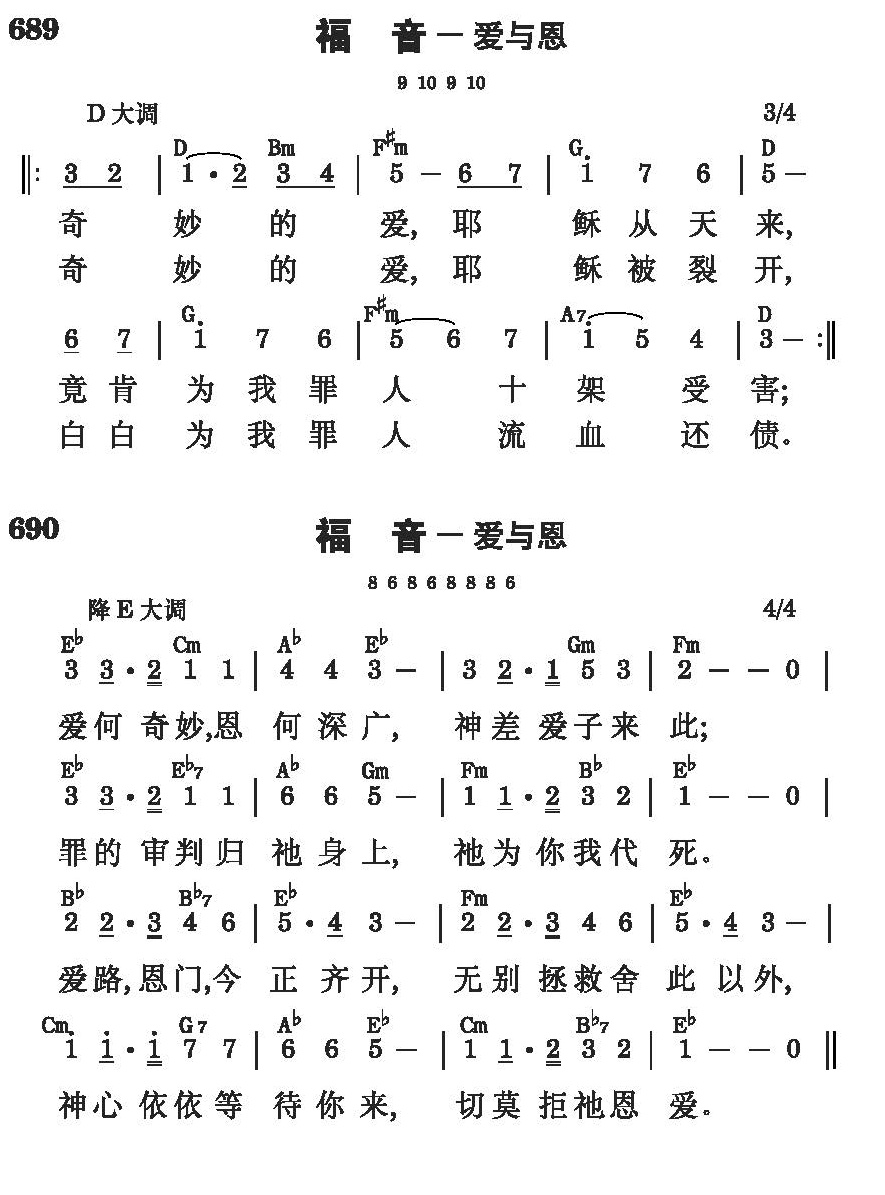 689
福 音 — 爱与恩
9 10 9 10
D 大调 3/4
D Bm F♯m G D
‖: 3 2 | 1 · 2 3 4 | 5 — 6 7 | 1̇ 7 6 | 5 —
奇 妙 的 爱, 耶 稣 从 天 来,
奇 妙 的 爱, 耶 稣 被 裂 开,
G F♯m A7 D
6 7 | 1̇ 7 6 | 5 6 7 | 1̇ 5 4 | 3 — :‖
竟 肯 为 我 罪 人 十 架 受 害;
白 白 为 我 罪 人 流 血 还 债。
690
福 音 — 爱与恩
8 6 8 6 8 8 8 6
降 E 大调 4/4
E♭ Cm A♭ E♭ Gm Fm
3 3 · 2 1 1 | 4 4 3 — | 3 2 · 1 5 3 | 2 — — 0 |
爱 何 奇 妙, 恩 何 深 广, 神 差 爱 子 来 此;
E♭ E♭7 A♭ Gm Fm B♭ E♭
3 3 · 2 1 1 | 6 6 5 — | 1 1 · 2 3 2 | 1 — — 0 |
罪 的 审 判 归 祂 身 上, 祂 为 你 我 代 死。
B♭ B♭7 E♭ Fm E♭
2 2 · 3 4 6 | 5 · 4 3 — | 2 2 · 3 4 6 | 5 · 4 3 — |
爱 路, 恩 门, 今 正 齐 开, 无 别 拯 救 舍 此 以 外,
Cm G7 A♭ E♭ Cm B♭7 E♭
1̇ 1̇ · 1̇ 7 7 | 6 6 5 — | 1 1 · 2 3 2 | 1 — — 0 ‖
神 心 依 依 等 待 你 来, 切 莫 拒 祂 恩 爱。